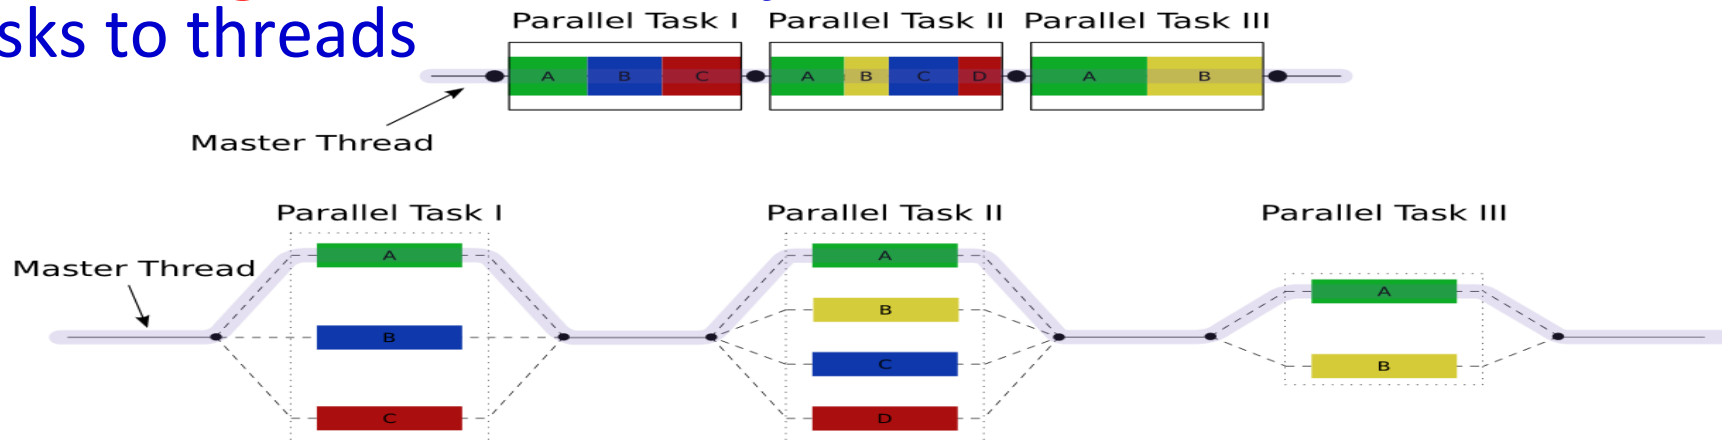 sks to threads
Parallel Task I Parallel Task II Parallel Task III
A B C A B C D A B
Master Thread
Parallel Task I Parallel Task II Parallel Task III
Master Thread
A A A
B B B
B C
C D